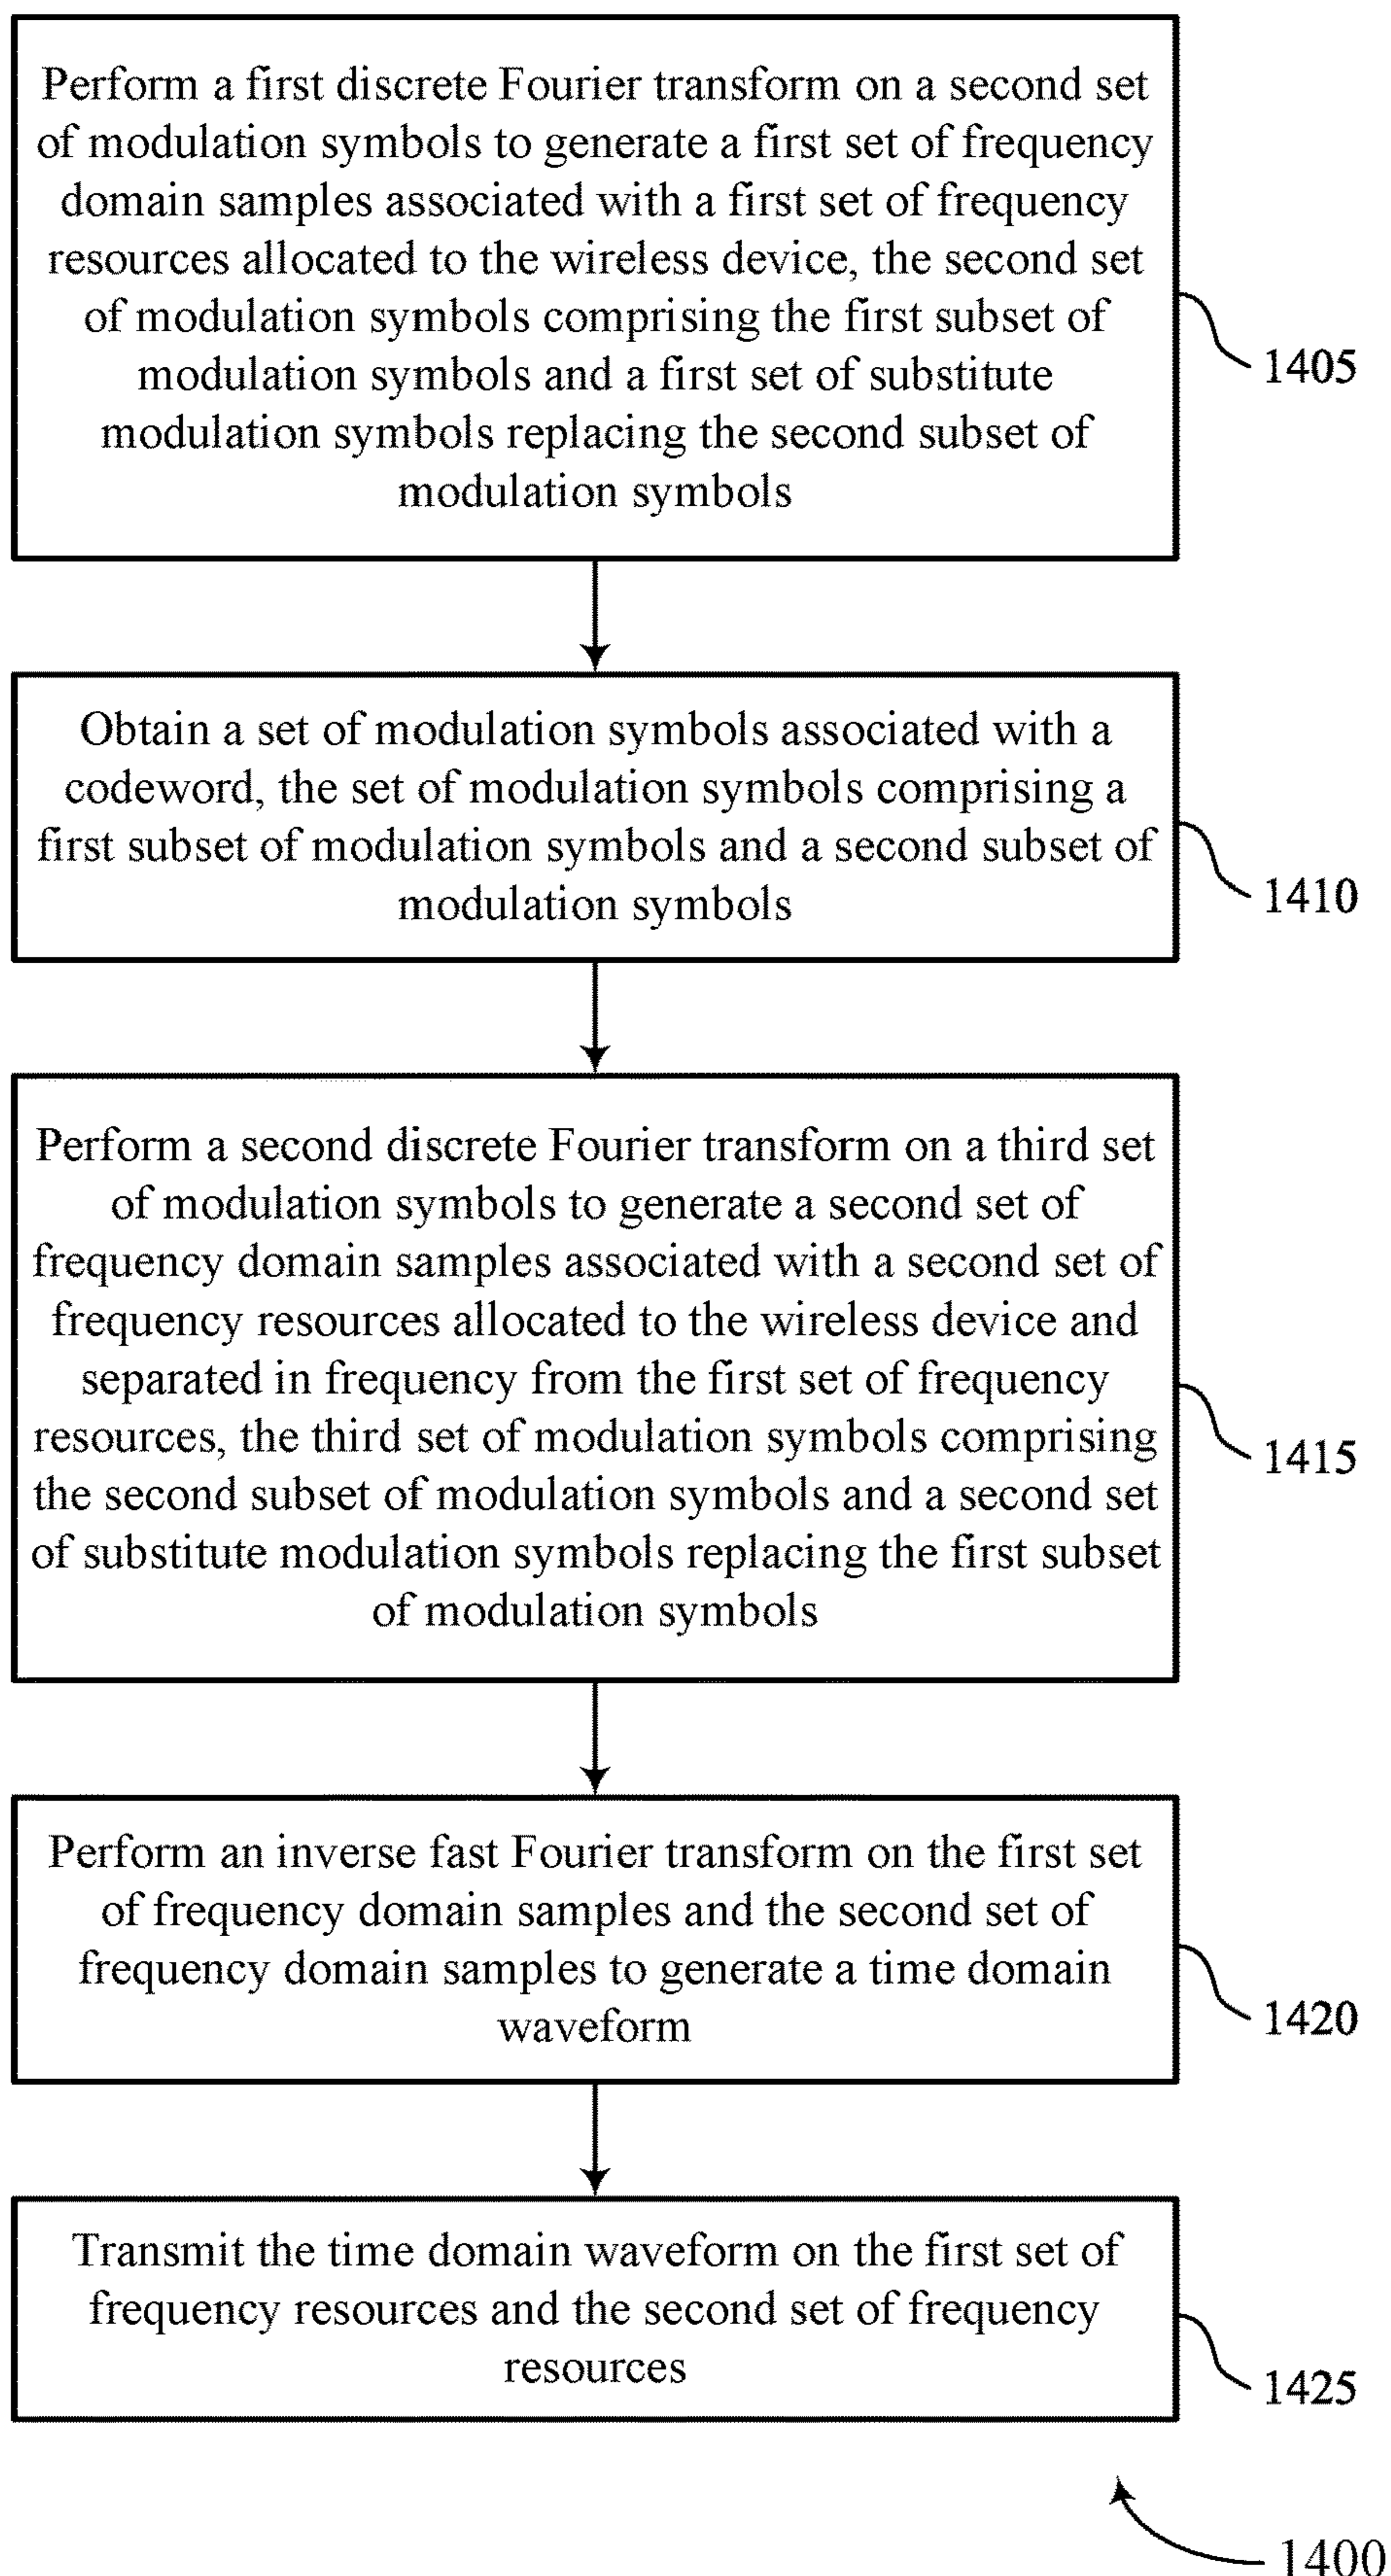 Perform a first discrete Fourier transform on a second set
of modulation symbols to generate a first set of frequency
domain samples associated with a first set of frequency
resources allocated to the wireless device, the second set
of modulation symbols comprising the first subset of
modulation symbols and a first set of substitute
modulation symbols replacing the second subset of
modulation symbols
1405
Obtain a set of modulation symbols associated with a
codeword, the set of modulation symbols comprising a
first subset of modulation symbols and a second subset of
modulation symbols
1410
Perform a second discrete Fourier transform on a third set
of modulation symbols to generate a second set of
frequency domain samples associated with a second set of
frequency resources allocated to the wireless device and
separated in frequency from the first set of frequency
resources, the third set of modulation symbols comprising
the second subset of modulation symbols and a second set
of substitute modulation symbols replacing the first subset
of modulation symbols
1415
Perform an inverse fast Fourier transform on the first set
of frequency domain samples and the second set of
frequency domain samples to generate a time domain
waveform
1420
Transmit the time domain waveform on the first set of
frequency resources and the second set of frequency
resources
1425
1400